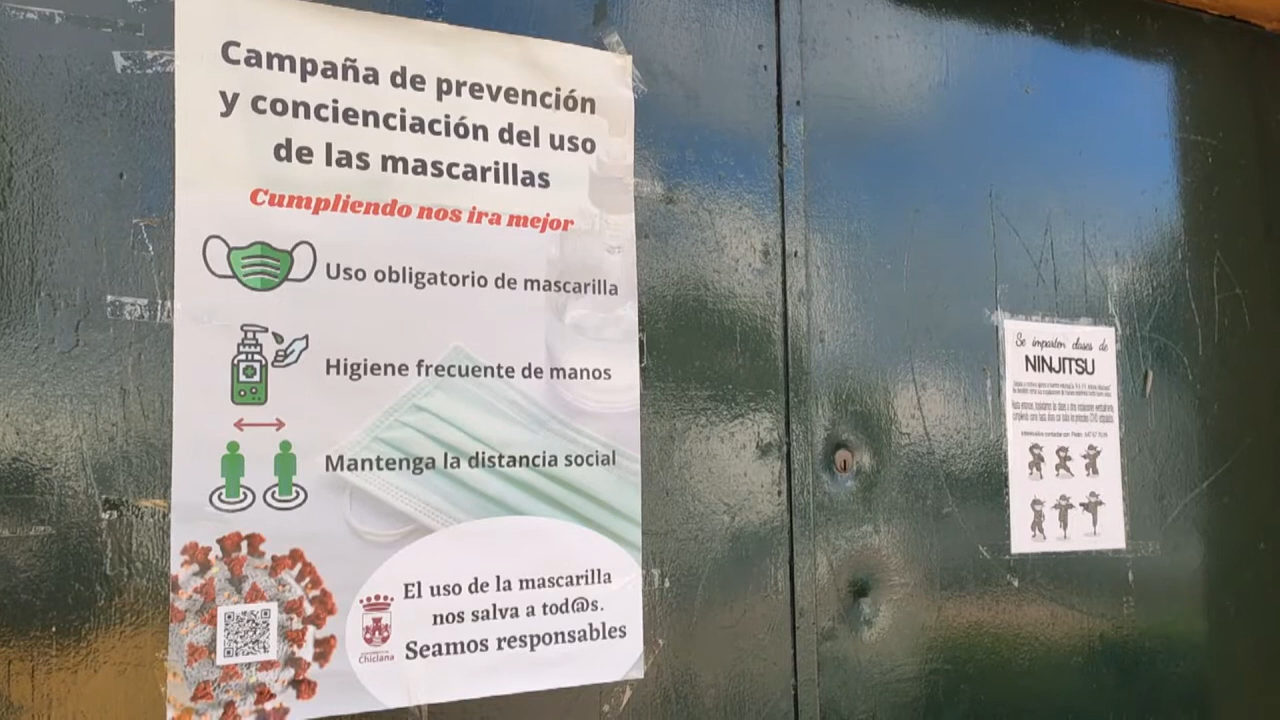 Campaña de prevención
y concienciación del uso
de las mascarillas
Cumpliendo nos ira mejor
Uso obligatorio de mascarilla
Higiene frecuente de manos
Mantenga la distancia social
El uso de la mascarilla
nos salva a tod@s.
Seamos responsables
Chiclana
Se imparten clases de
NINJITSU